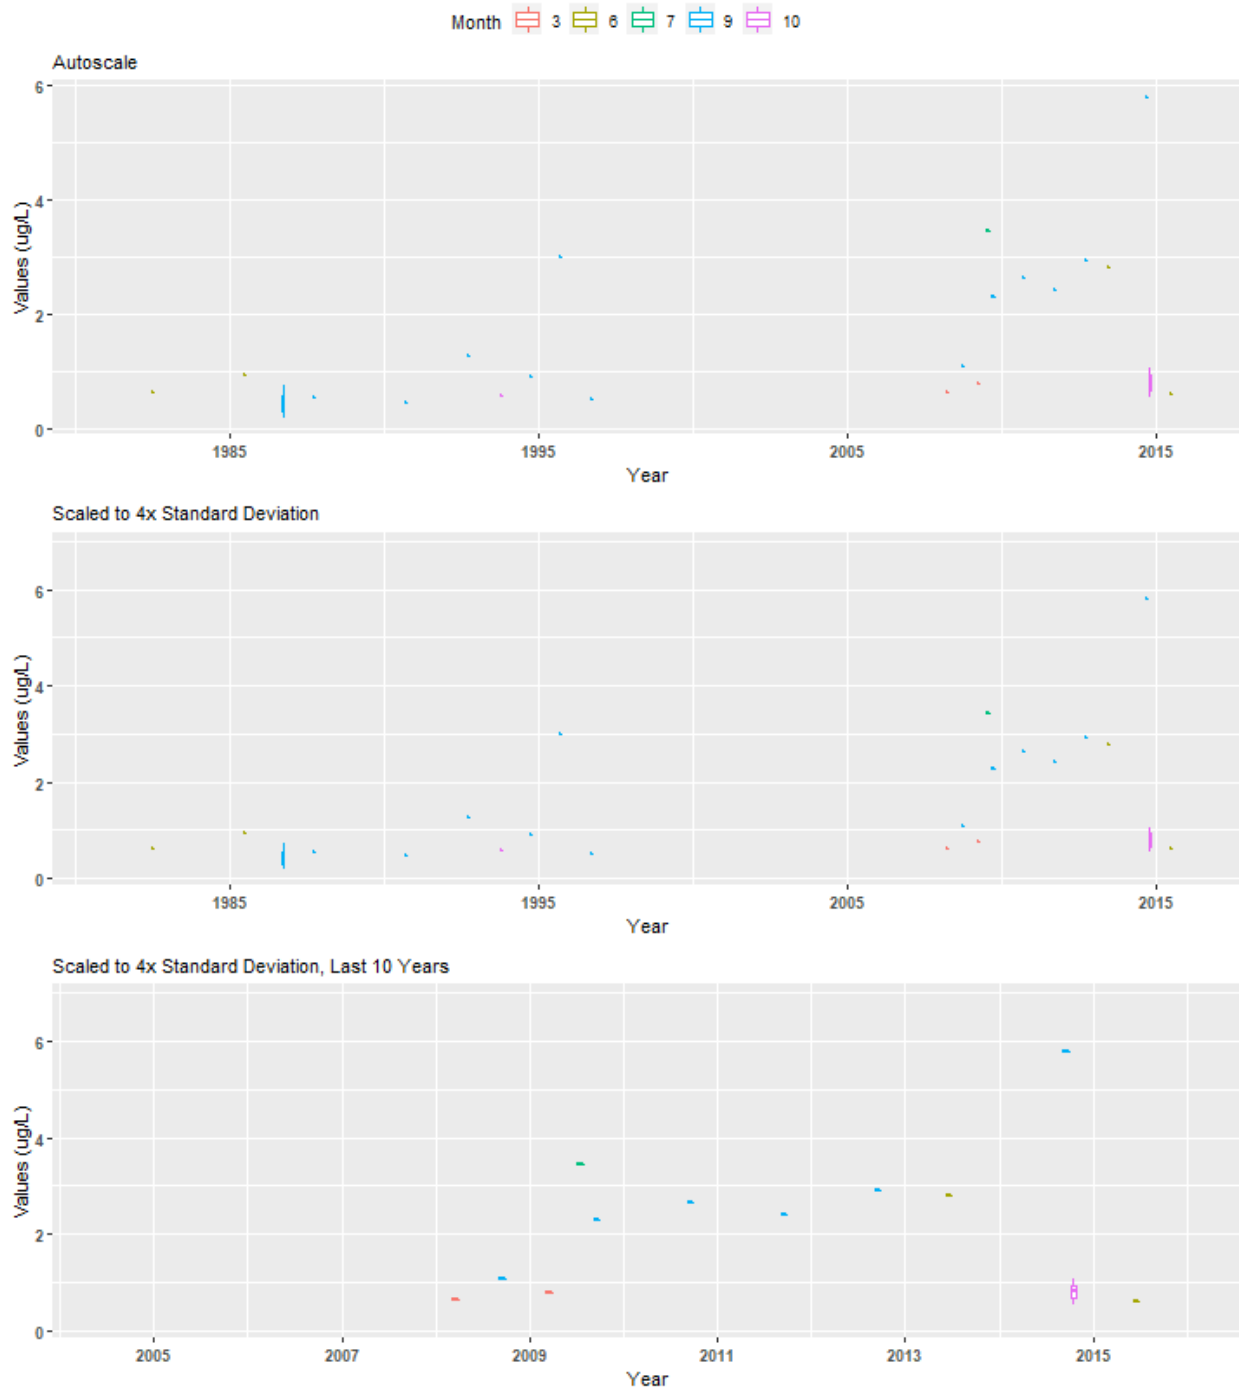 Month 3 6 7 9 10
Autoscale
6
4
2
0
Values (ug/L)
1985 1995 2005 2015
Year
Scaled to 4x Standard Deviation
6
4
2
0
Values (ug/L)
1985 1995 2005 2015
Year
Scaled to 4x Standard Deviation, Last 10 Years
6
4
2
0
Values (ug/L)
2005 2007 2009 2011 2013 2015
Year